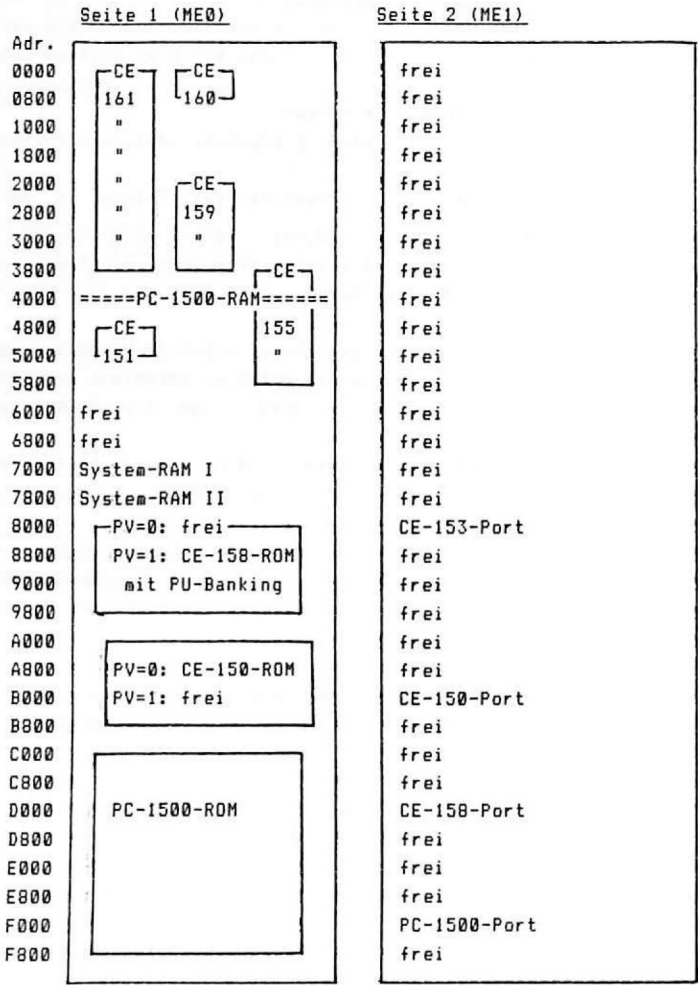 Seite 1 (ME0) Seite 2 (ME1)
Adr.
0000 CE CE frei
0800 161 160 frei
1000 " frei
1800 " frei
2000 " CE frei
2800 " 159 frei
3000 " " frei
3800 CE frei
4000 =====PC-1500-RAM====== frei
4800 CE 155 frei
5000 151 " frei
5800 frei
6000 frei frei
6800 frei frei
7000 System-RAM I frei
7800 System-RAM II frei
8000 PV=0: frei CE-153-Port
8800 PV=1: CE-158-ROM frei
9000 mit PU-Banking frei
9800 frei
A000 frei
A800 PV=0: CE-150-ROM frei
B000 PV=1: frei CE-150-Port
B800 frei
C000 frei
C800 frei
D000 PC-1500-ROM CE-158-Port
D800 frei
E000 frei
E800 frei
F000 PC-1500-Port
F800 frei